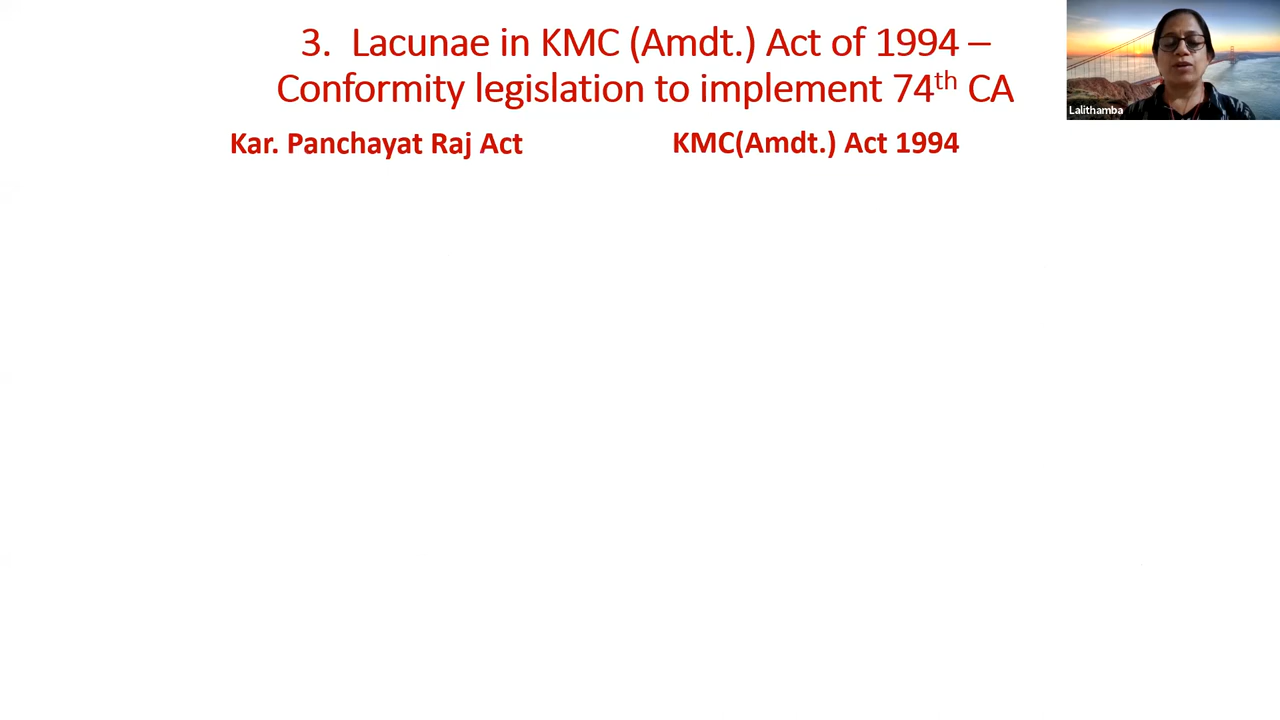 3. Lacunae in KMC (Amdt.) Act of 1994 –
Conformity legislation to implement 74th CA
Kar. Panchayat Raj Act
KMC(Amdt.) Act 1994
Lalithamba